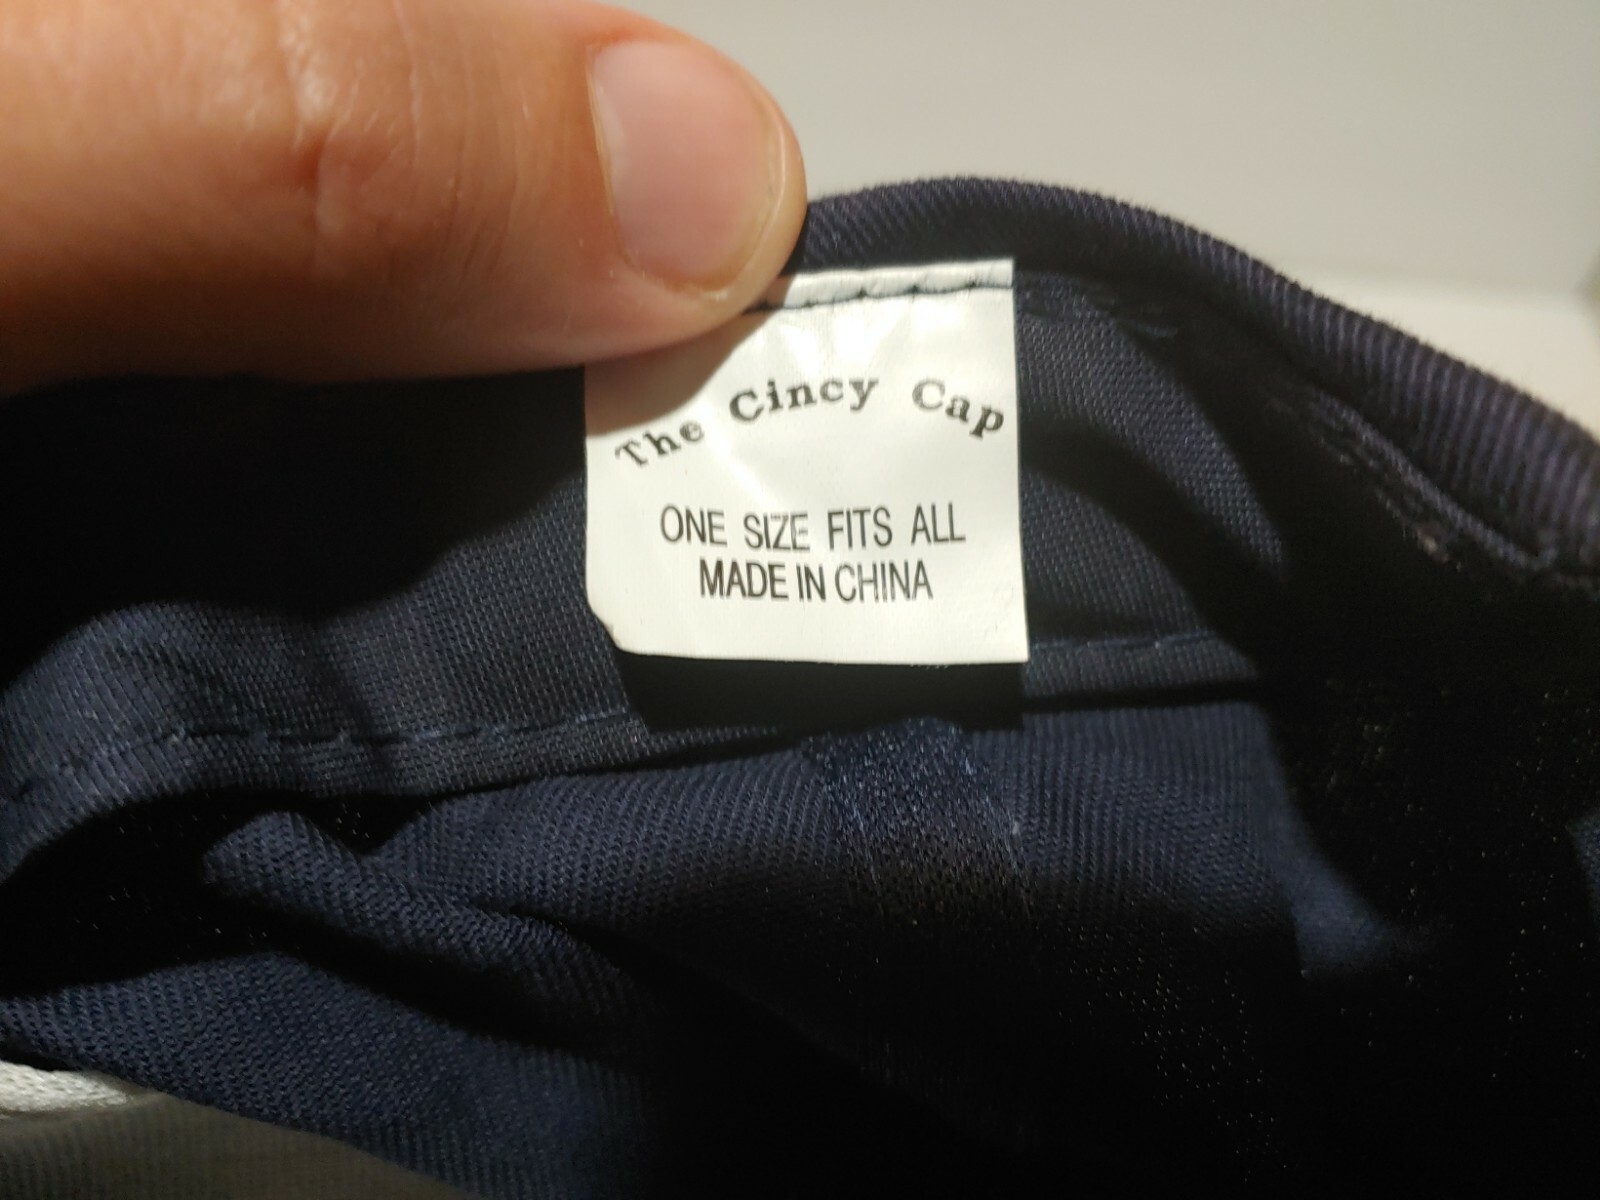 The Cincy Cap
ONE SIZE FITS ALL
MADE IN CHINA